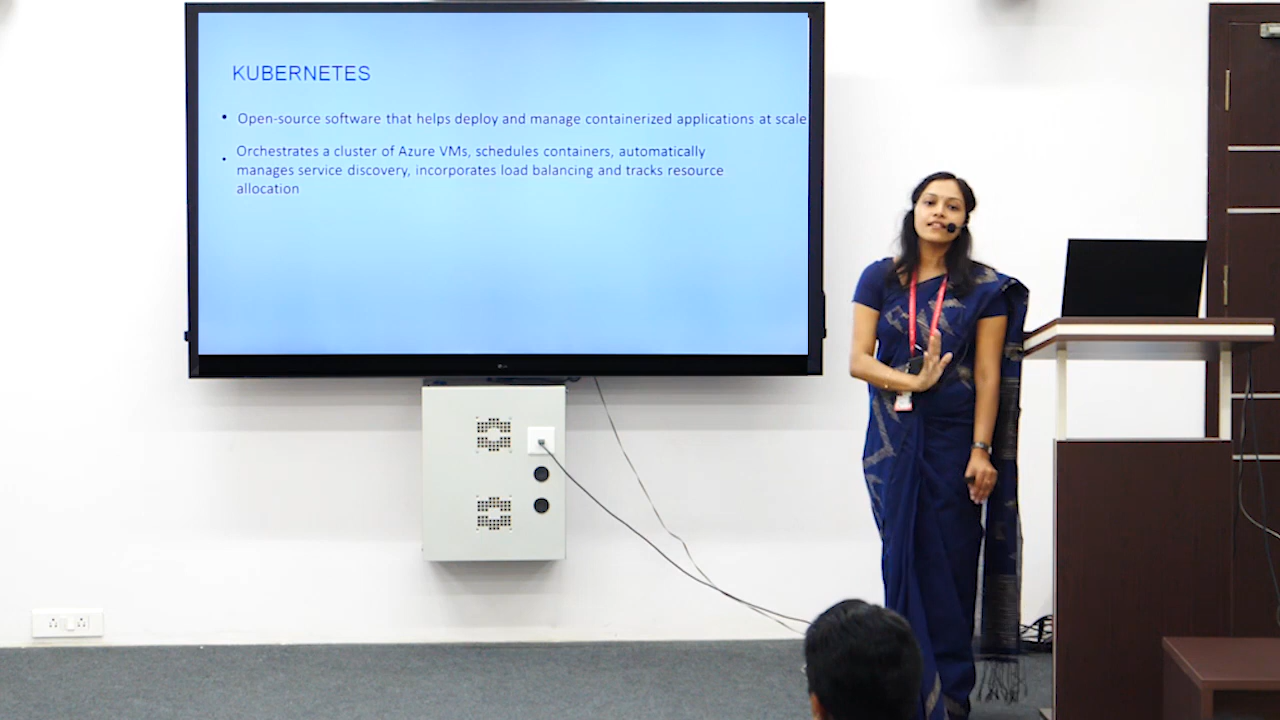 KUBERNETES
• Open-source software that helps deploy and manage containerized applications at scale
• Orchestrates a cluster of Azure VMs, schedules containers, automatically
manages service discovery, incorporates load balancing and tracks resource
allocation
LG